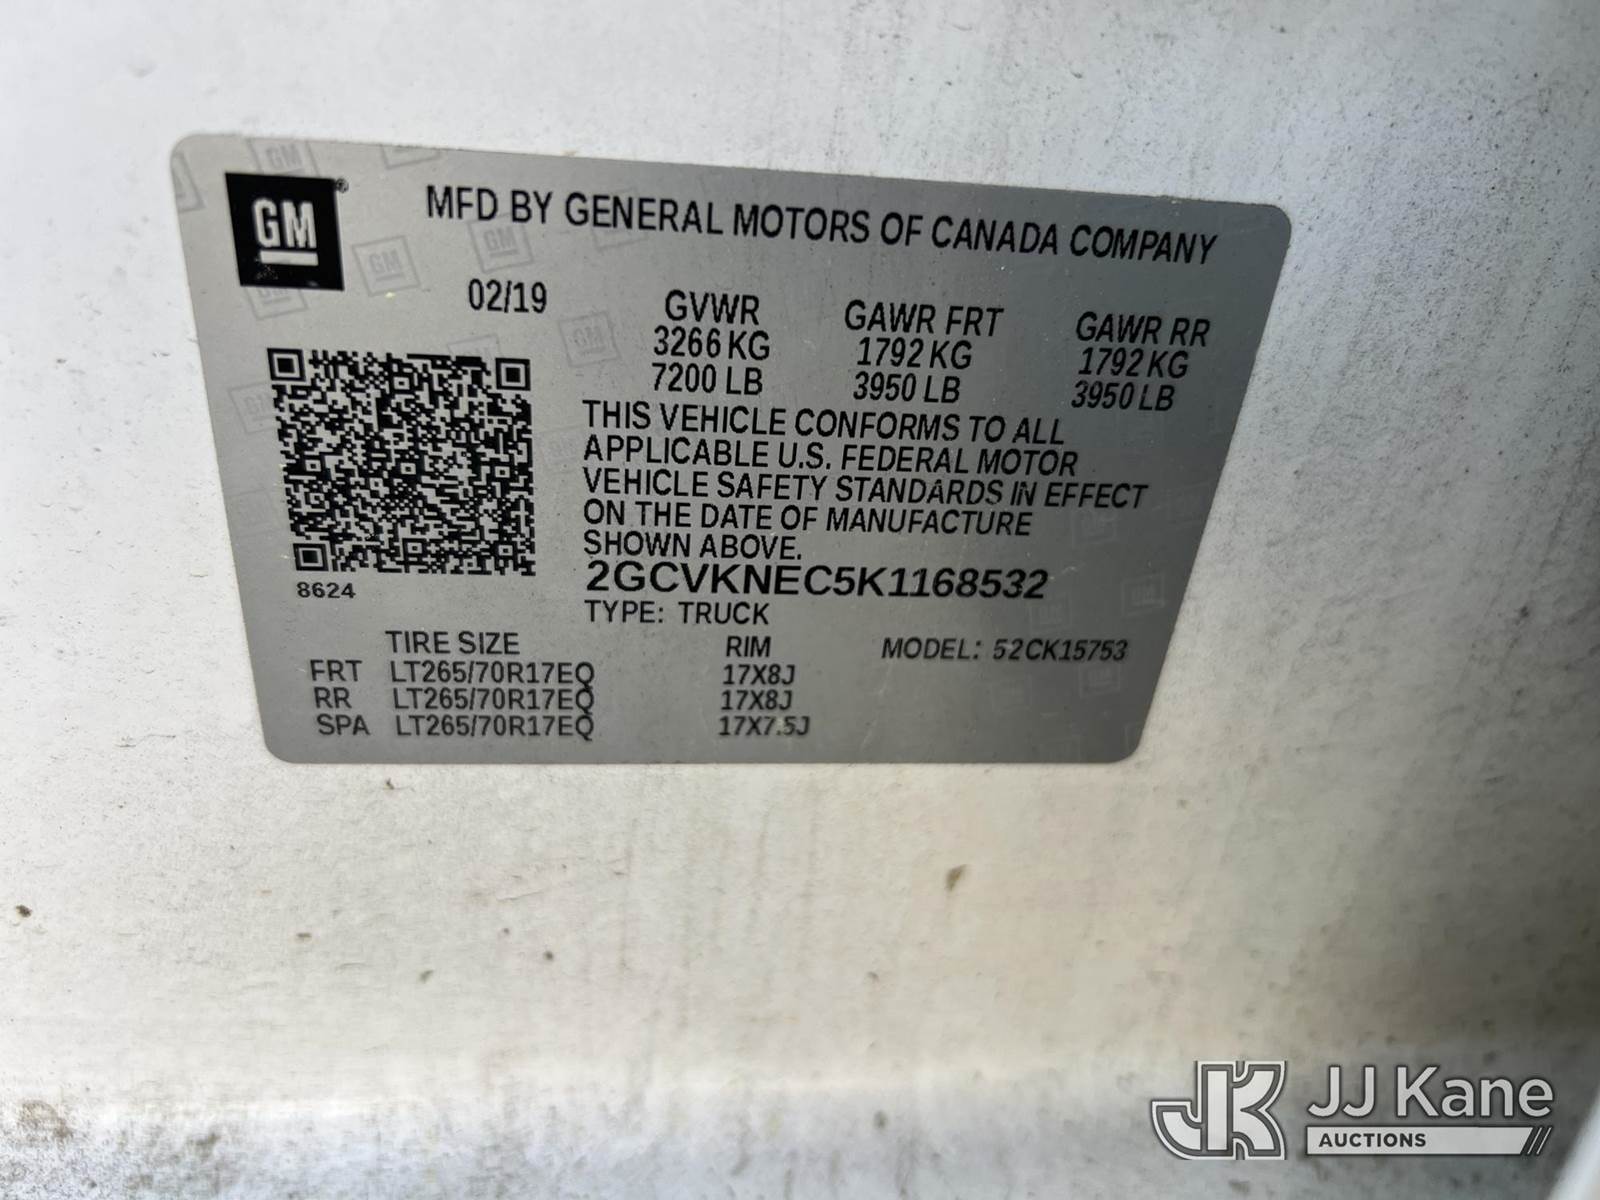 GM®
MFD BY GENERAL MOTORS OF CANADA COMPANY
02/19
GVWR GAWR FRT GAWR RR
3266 KG 1792 KG 1792 KG
7200 LB 3950 LB 3950 LB
THIS VEHICLE CONFORMS TO ALL
APPLICABLE U.S. FEDERAL MOTOR
VEHICLE SAFETY STANDARDS IN EFFECT
ON THE DATE OF MANUFACTURE
SHOWN ABOVE.
8624
2GCVKNEC5K1168532
TYPE: TRUCK
TIRE SIZE RIM MODEL: 52CK15753
FRT LT265/70R17EQ 17X8J
RR LT265/70R17EQ 17X8J
SPA LT265/70R17EQ 17X7.5J
JK JJ Kane
AUCTIONS